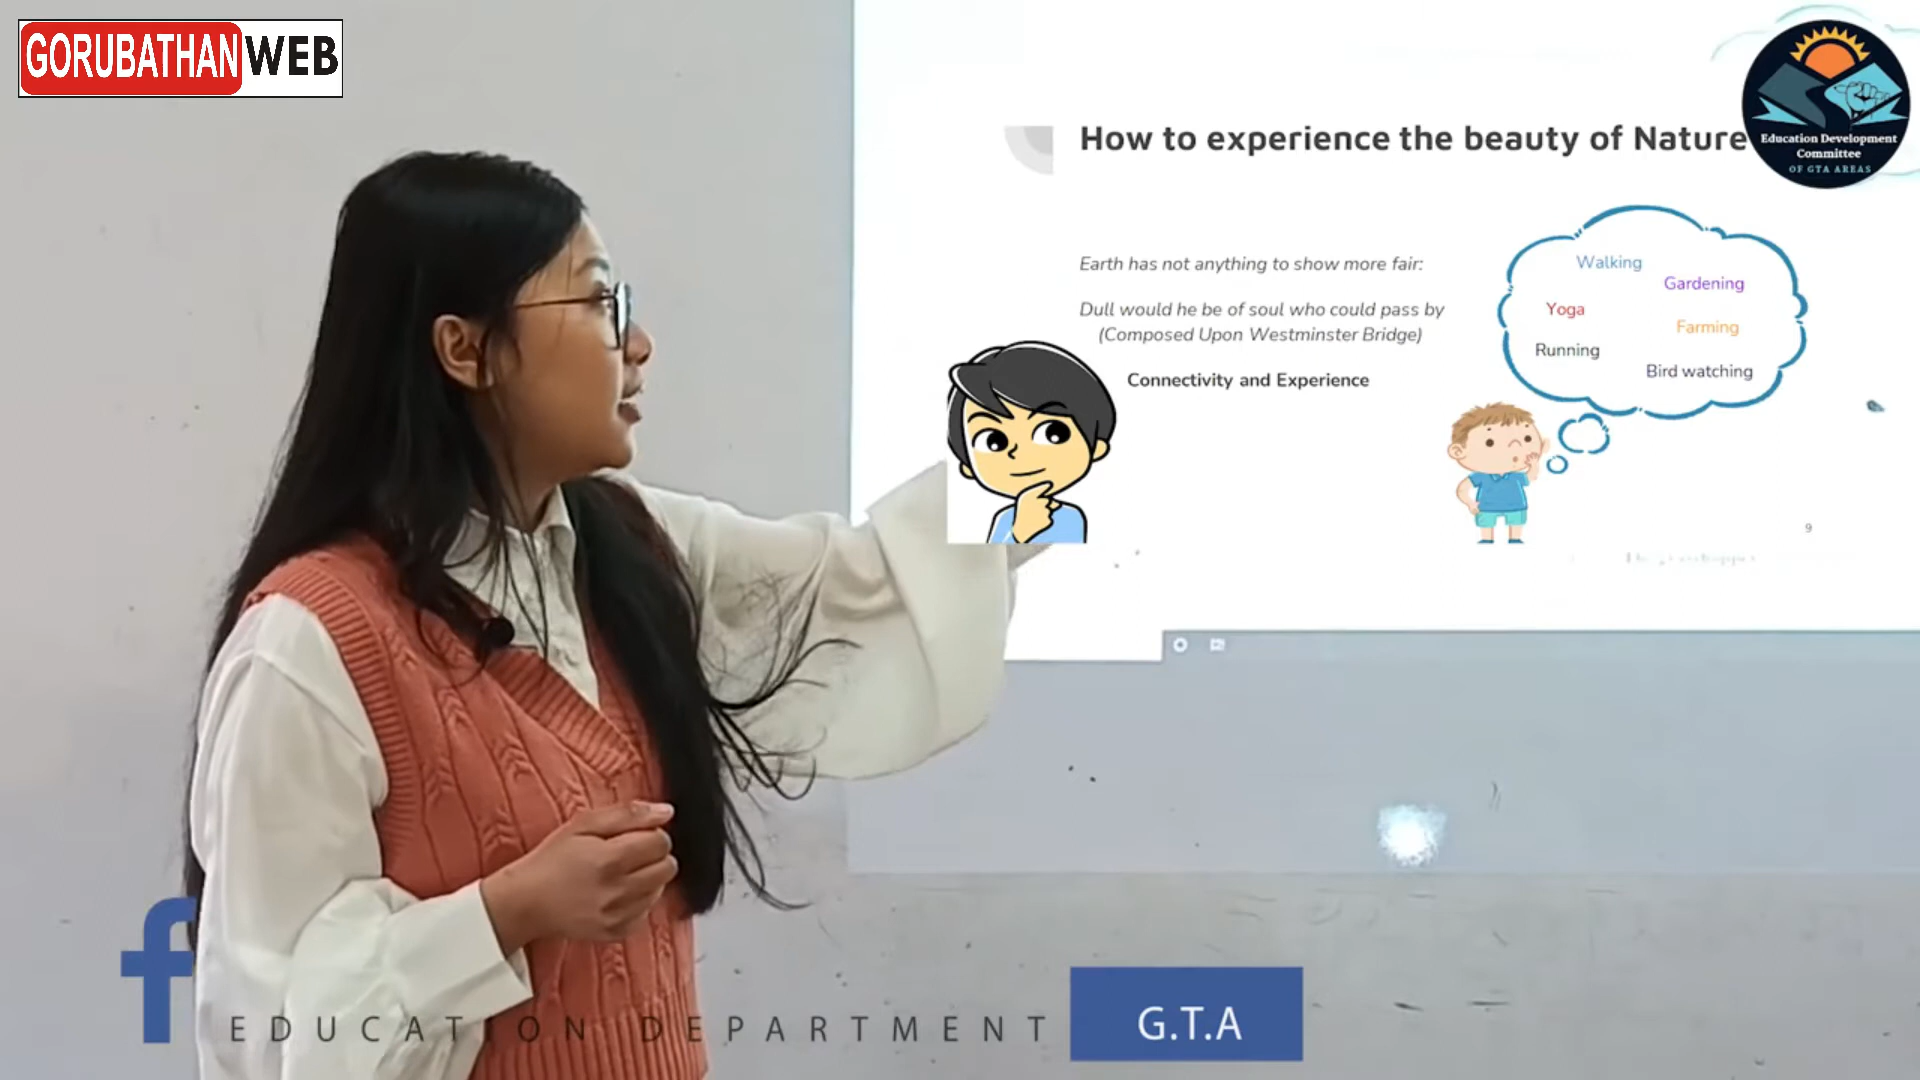 GORUBATHAN WEB
How to experience the beauty of Nature
Education Development
Committee
OF GTA AREAS
Earth has not anything to show more fair:
Dull would he be of soul who could pass by
(Composed Upon Westminster Bridge)
Connectivity and Experience
Walking
Gardening
Yoga
Farming
Running
Bird watching
9
f
EDUCATION DEPARTMENT
G.T.A